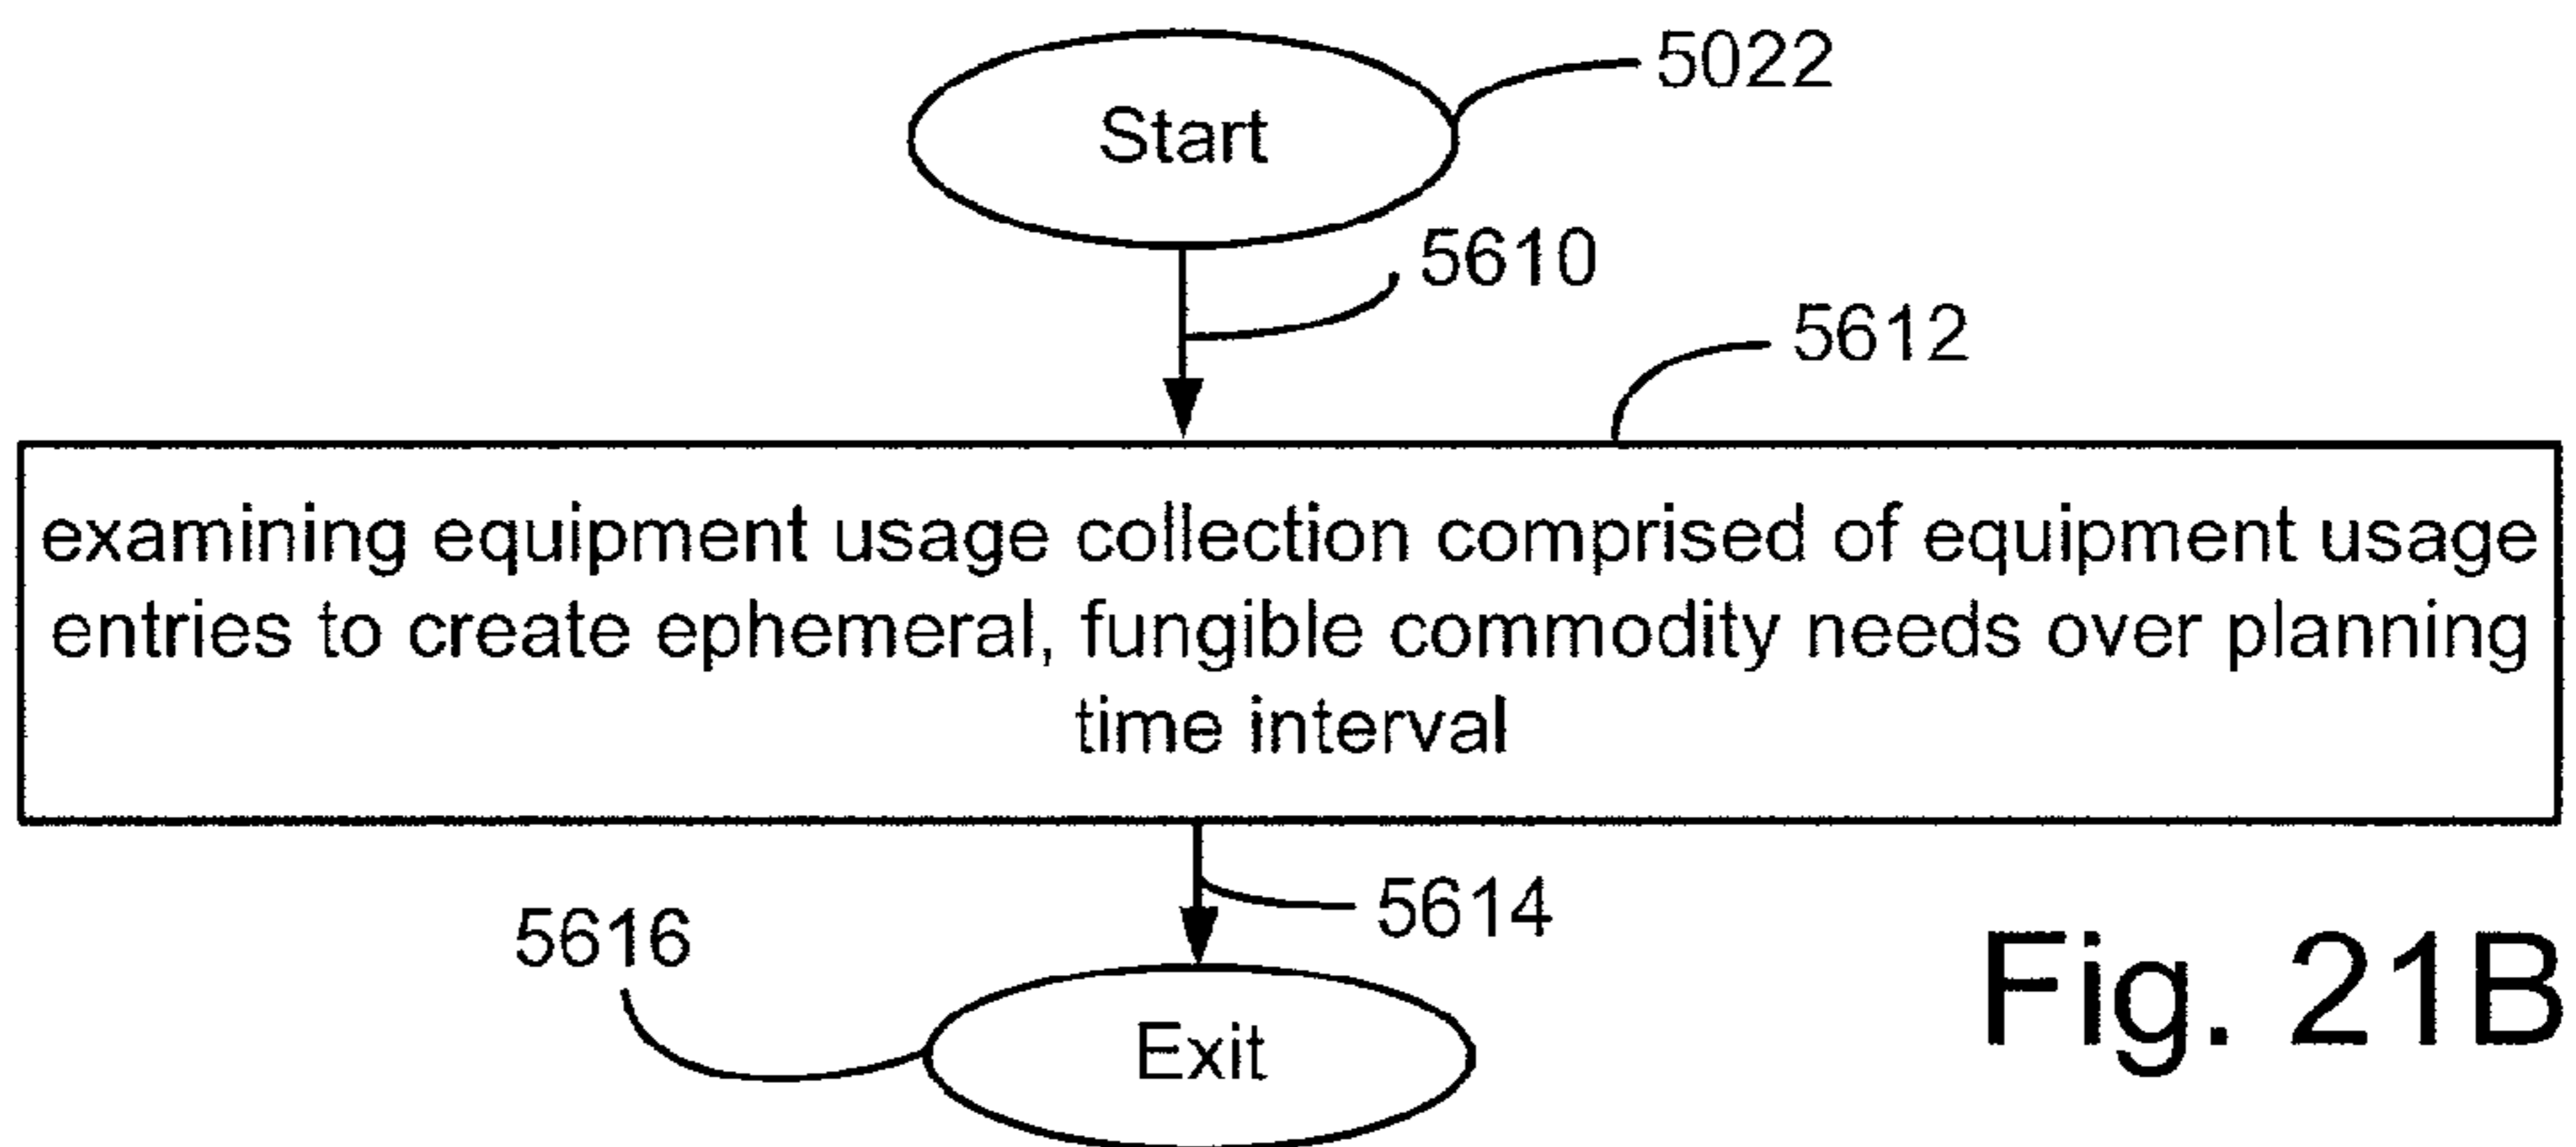 5022
Start
5610
5612
examining equipment usage collection comprised of equipment usage
entries to create ephemeral, fungible commodity needs over planning
time interval
5614
5616
Exit
Fig. 21B